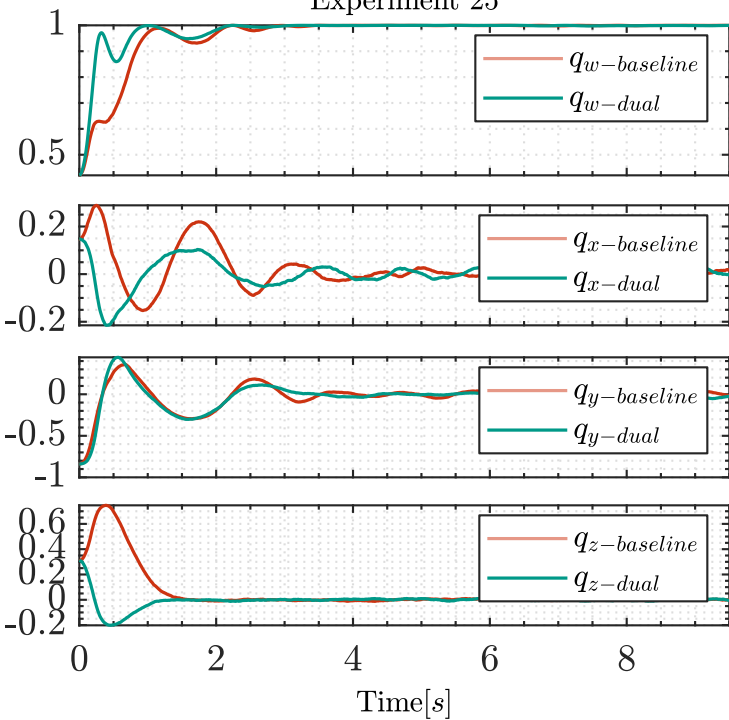 Experiment 25
1
0.5
q_{w-baseline}
q_{w-dual}
0.2
0
-0.2
q_{x-baseline}
q_{x-dual}
0
-0.5
-1
q_{y-baseline}
q_{y-dual}
0.6
0.4
0.2
0
-0.2
q_{z-baseline}
q_{z-dual}
0 2 4 6 8
Time[s]